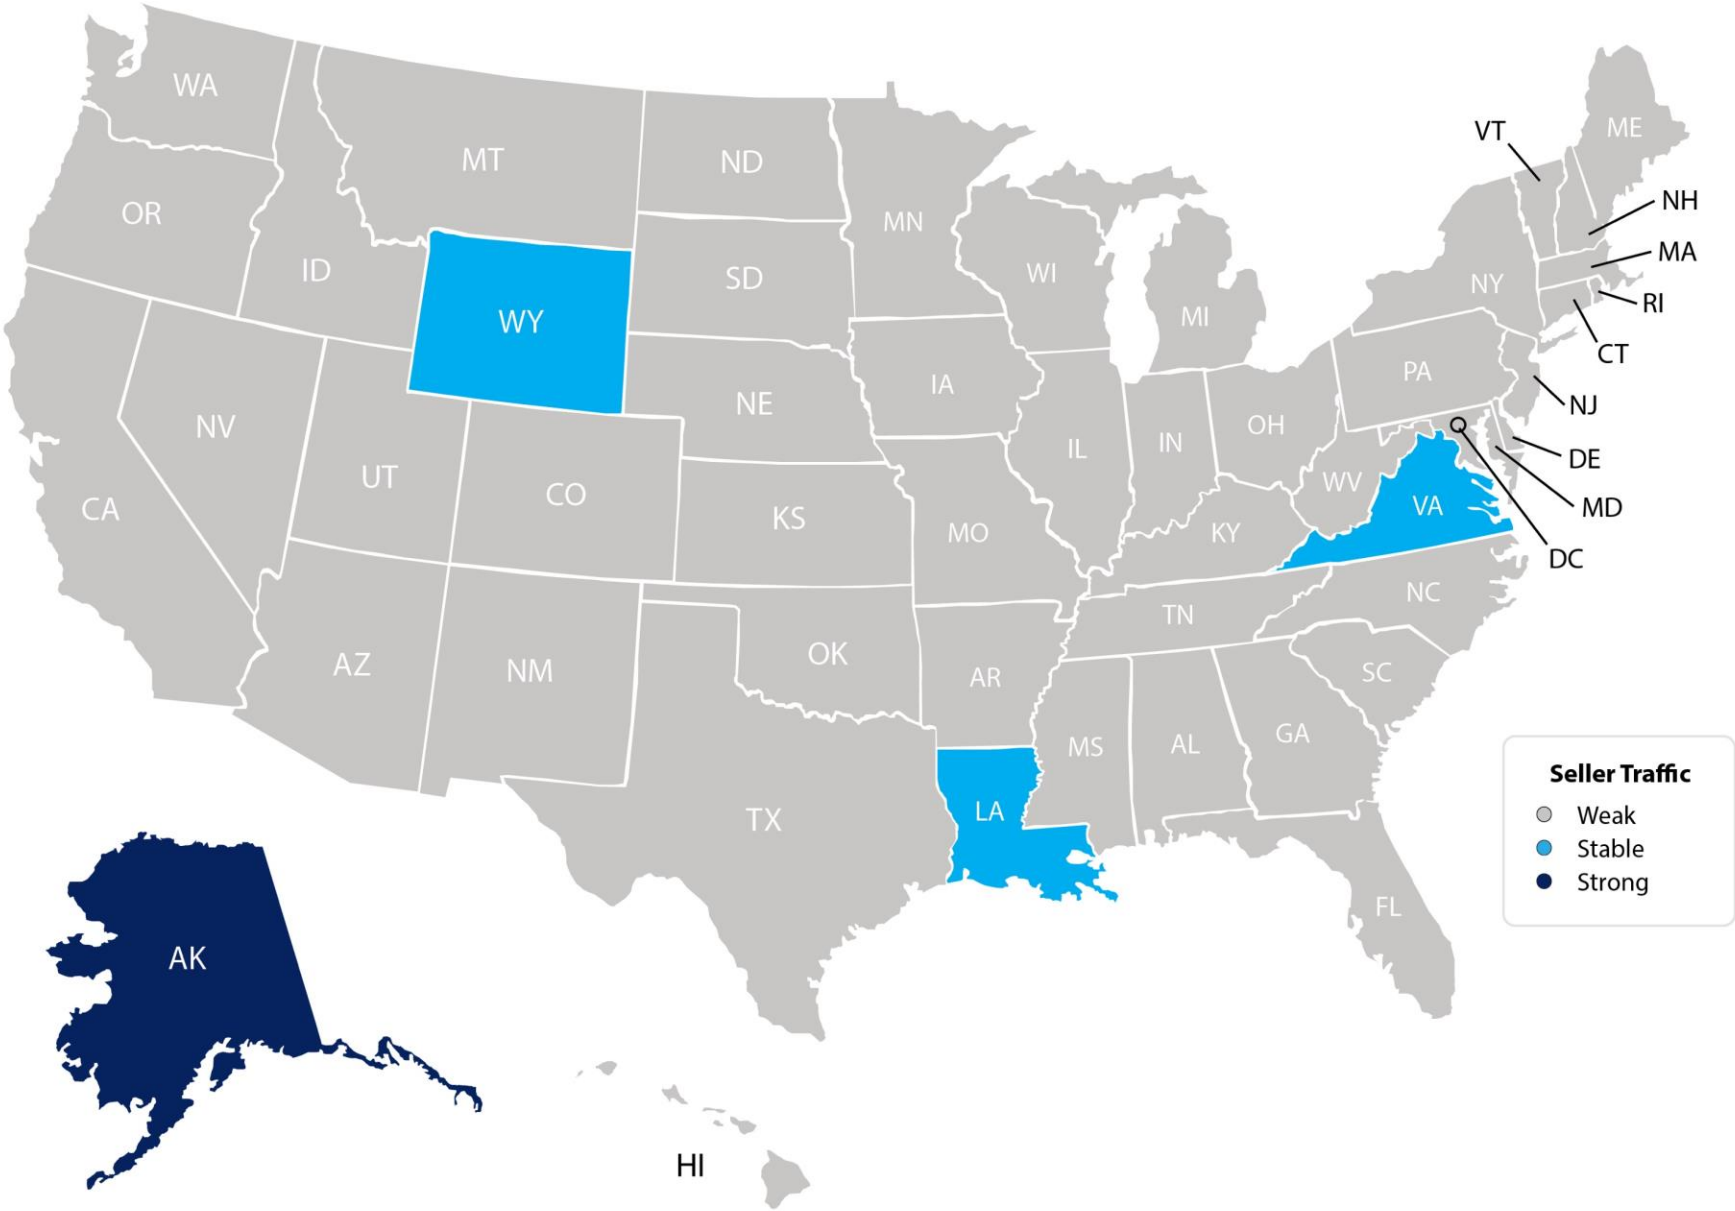 WA
ME
VT
MT
ND
NH
OR
MN
MA
ID
WI
SD
NY
RI
WY
MI
CT
PA
IA
NE
NJ
NV
OH
IN
IL
DE
UT
WV
CO
VA
MD
CA
KS
MO
KY
DC
NC
TN
OK
AZ
NM
AR
SC
GA
MS
AL
Seller Traffic
LA
TX
Weak
Stable
Strong
FL
AK
HI